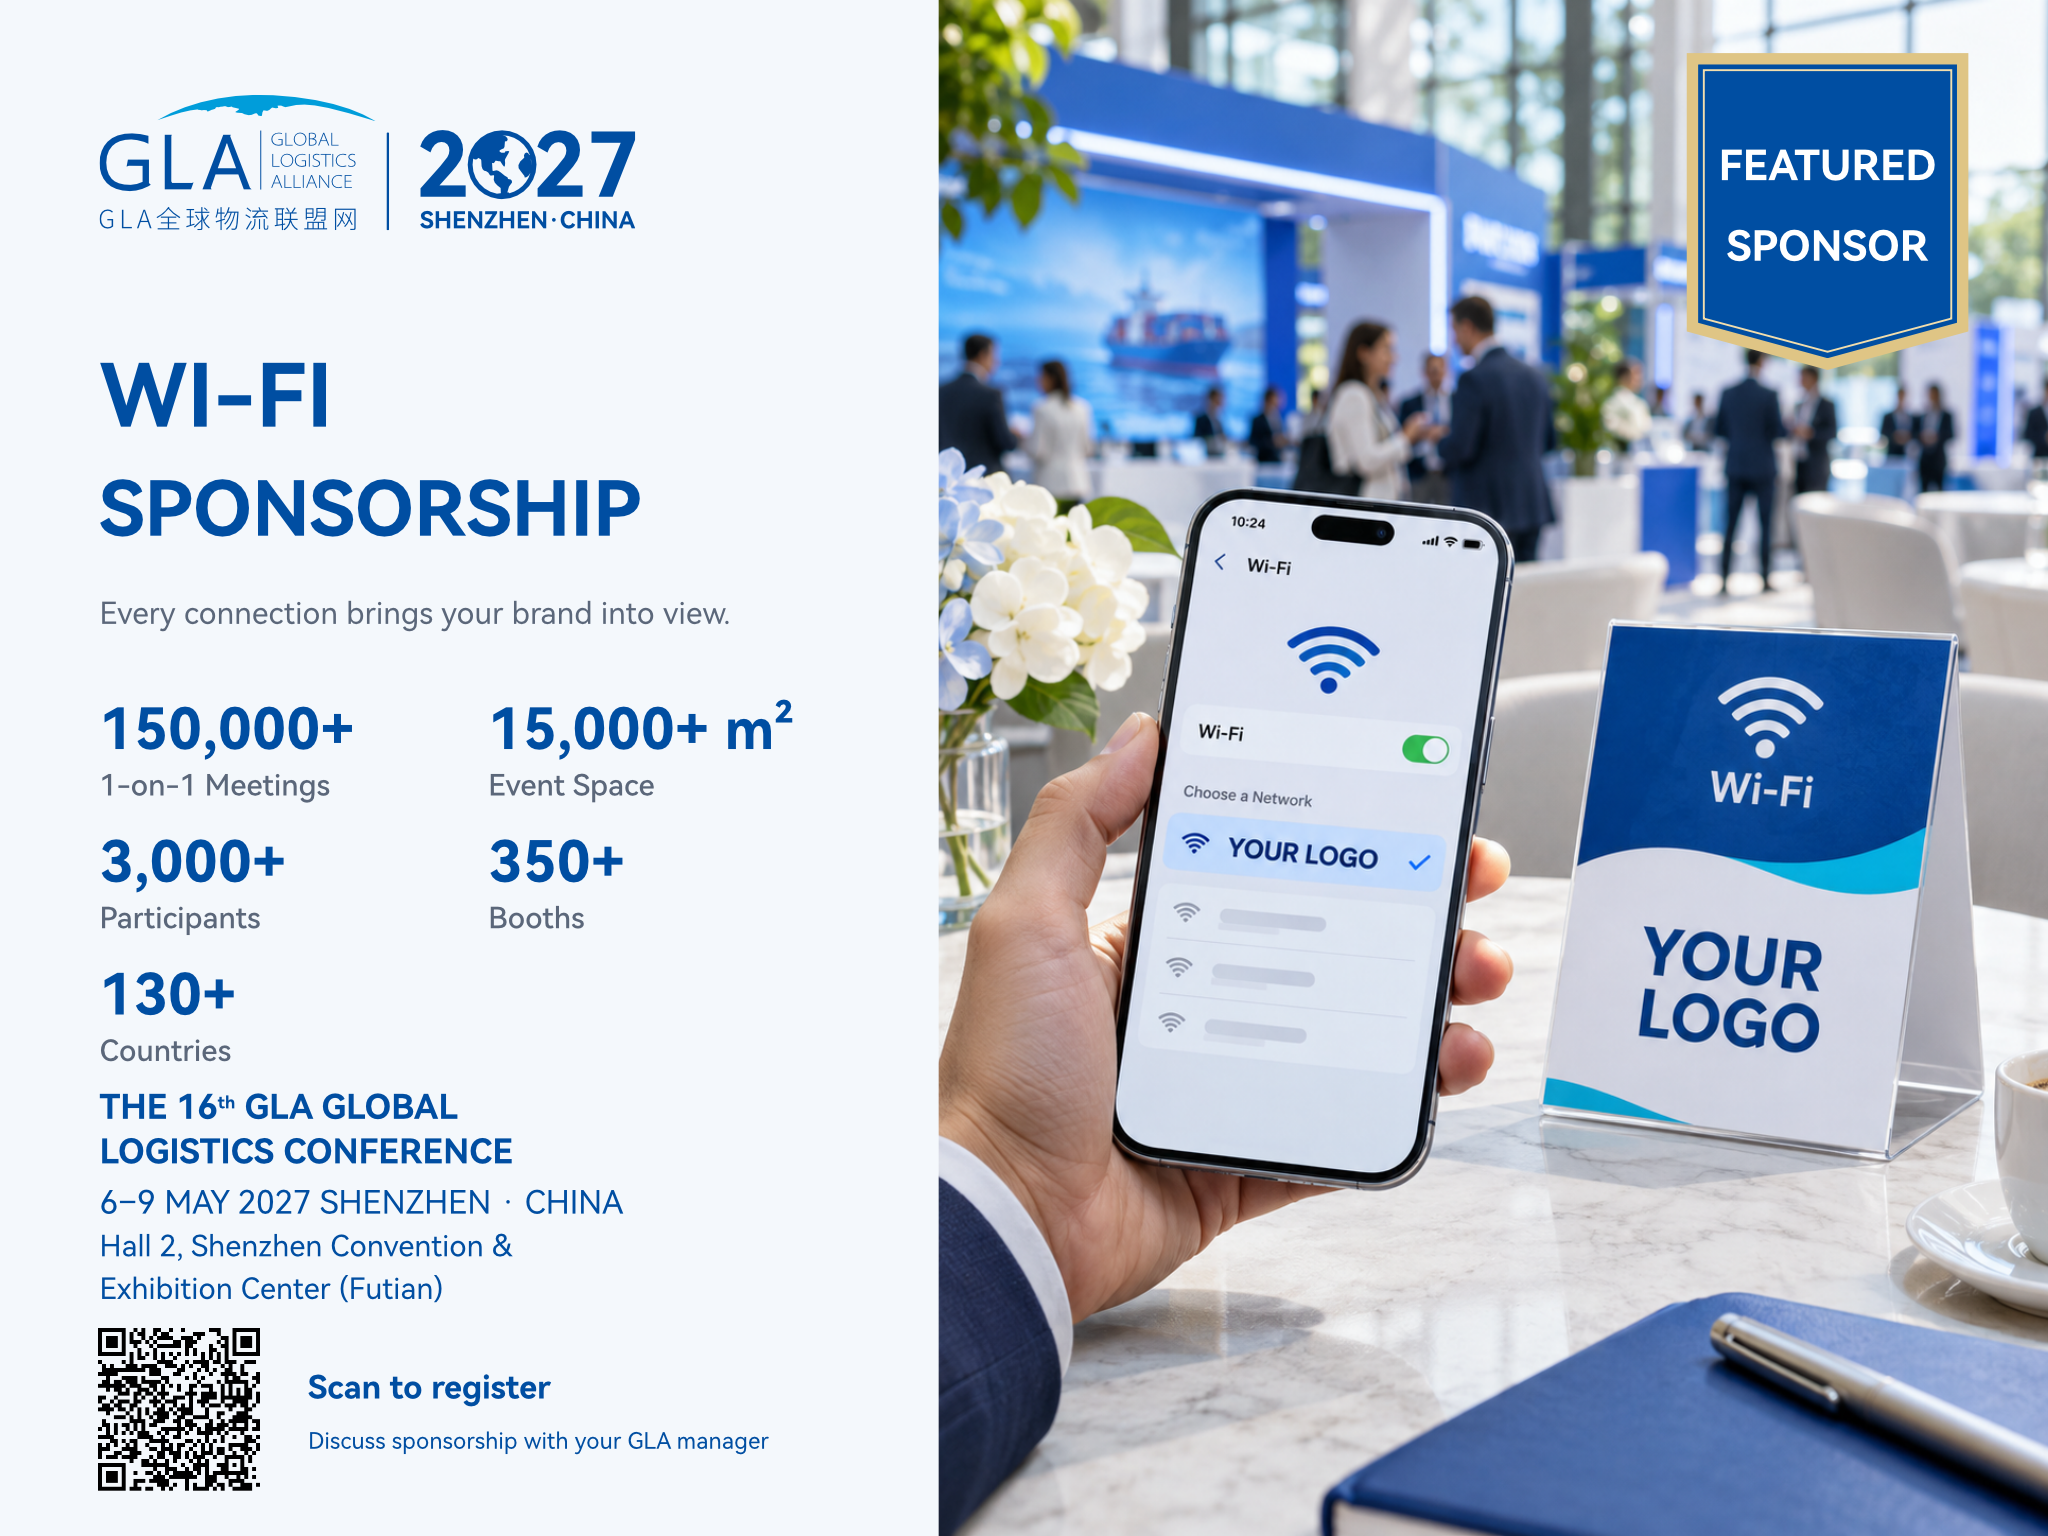 GLA
GLOBAL
LOGISTICS
ALLIANCE
GLA全球物流联盟网
2027
SHENZHEN·CHINA
WI-FI
SPONSORSHIP
Every connection brings your brand into view.
150,000+
1-on-1 Meetings
15,000+ m²
Event Space
3,000+
Participants
350+
Booths
130+
Countries
THE 16th GLA GLOBAL
LOGISTICS CONFERENCE
6–9 MAY 2027 SHENZHEN · CHINA
Hall 2, Shenzhen Convention &
Exhibition Center (Futian)
Scan to register
Discuss sponsorship with your GLA manager
FEATURED
SPONSOR
10:24
Wi-Fi
Wi-Fi
Choose a Network
YOUR LOGO
Wi-Fi
YOUR
LOGO